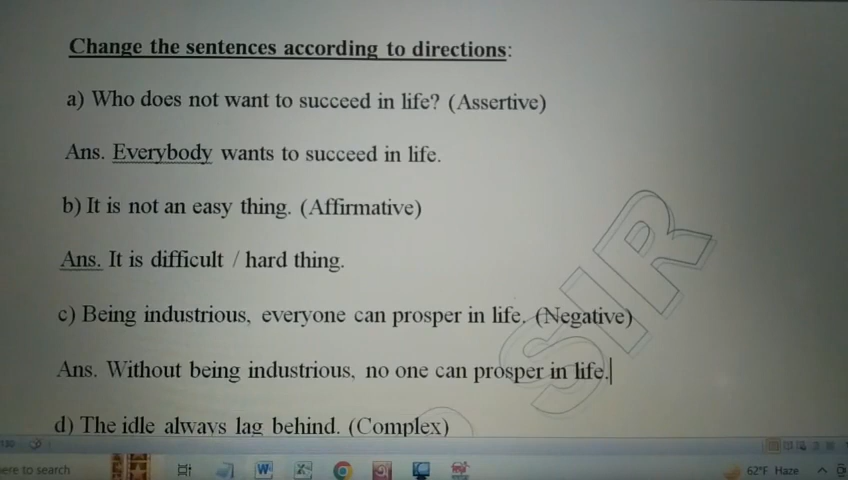 Change the sentences according to directions:
a) Who does not want to succeed in life? (Assertive)
Ans. Everybody wants to succeed in life.
b) It is not an easy thing. (Affirmative)
Ans. It is difficult / hard thing.
c) Being industrious, everyone can prosper in life. (Negative)
Ans. Without being industrious, no one can prosper in life.
d) The idle always lag behind. (Complex)
SIR
ere to search
62°F Haze